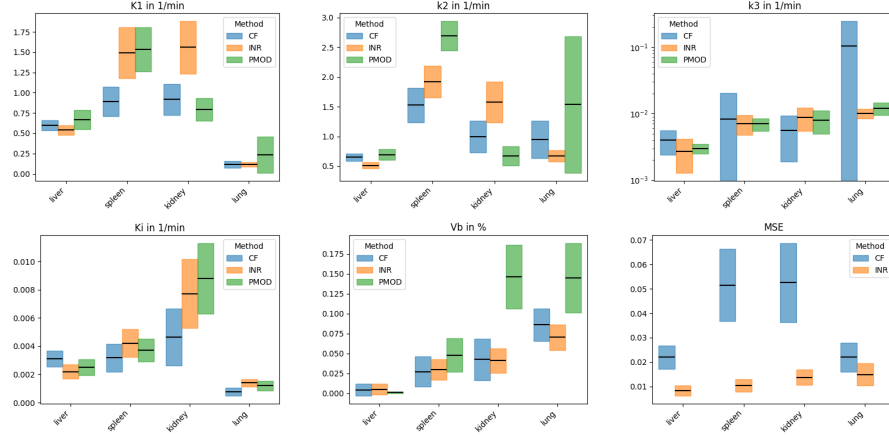 K1 in 1/min
1.75
1.50
1.25
1.00
0.75
0.50
0.25
0.00
Method
CF
INR
PMOD
liver
spleen
kidney
lung
k2 in 1/min
3.0
2.5
2.0
1.5
1.0
0.5
Method
CF
INR
PMOD
liver
spleen
kidney
lung
k3 in 1/min
10⁻¹
10⁻²
10⁻³
Method
CF
INR
PMOD
liver
spleen
kidney
lung
Ki in 1/min
0.010
0.008
0.006
0.004
0.002
0.000
Method
CF
INR
PMOD
liver
spleen
kidney
lung
Vb in %
0.175
0.150
0.125
0.100
0.075
0.050
0.025
0.000
Method
CF
INR
PMOD
liver
spleen
kidney
lung
MSE
0.07
0.06
0.05
0.04
0.03
0.02
0.01
Method
CF
INR
liver
spleen
kidney
lung